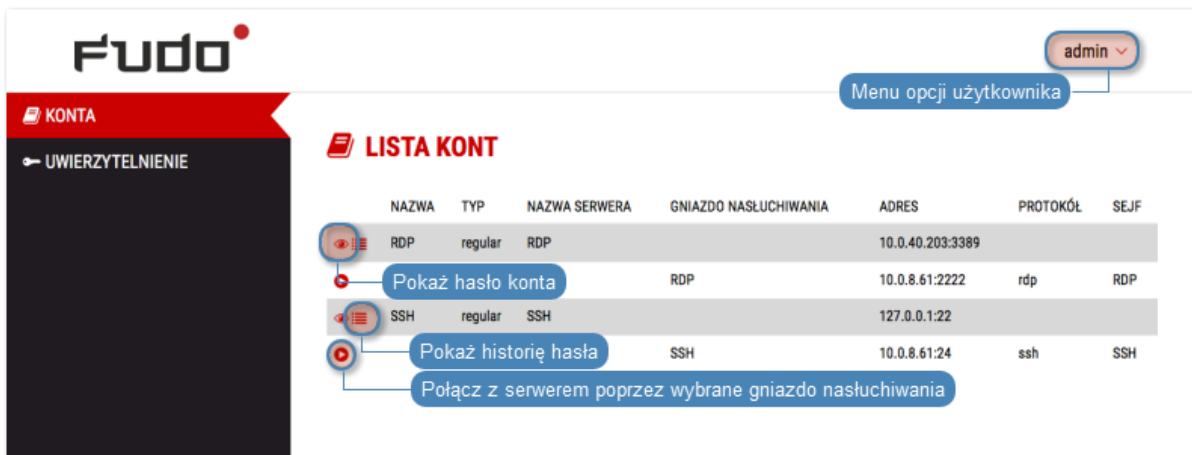 Fudo
admin
Menu opcji użytkownika
KONTA
UWIERZYTELNIENIE
LISTA KONT
NAZWA TYP NAZWA SERWERA GNIAZDO NASŁUCHIWANIA ADRES PROTOKÓŁ SEJF
RDP regular RDP 10.0.40.203:3389
Pokaż hasło konta
RDP 10.0.8.61:2222 rdp RDP
SSH regular SSH 127.0.0.1:22
Pokaż historię hasła
SSH 10.0.8.61:24 ssh SSH
Połącz z serwerem poprzez wybrane gniazdo nasłuchiwania